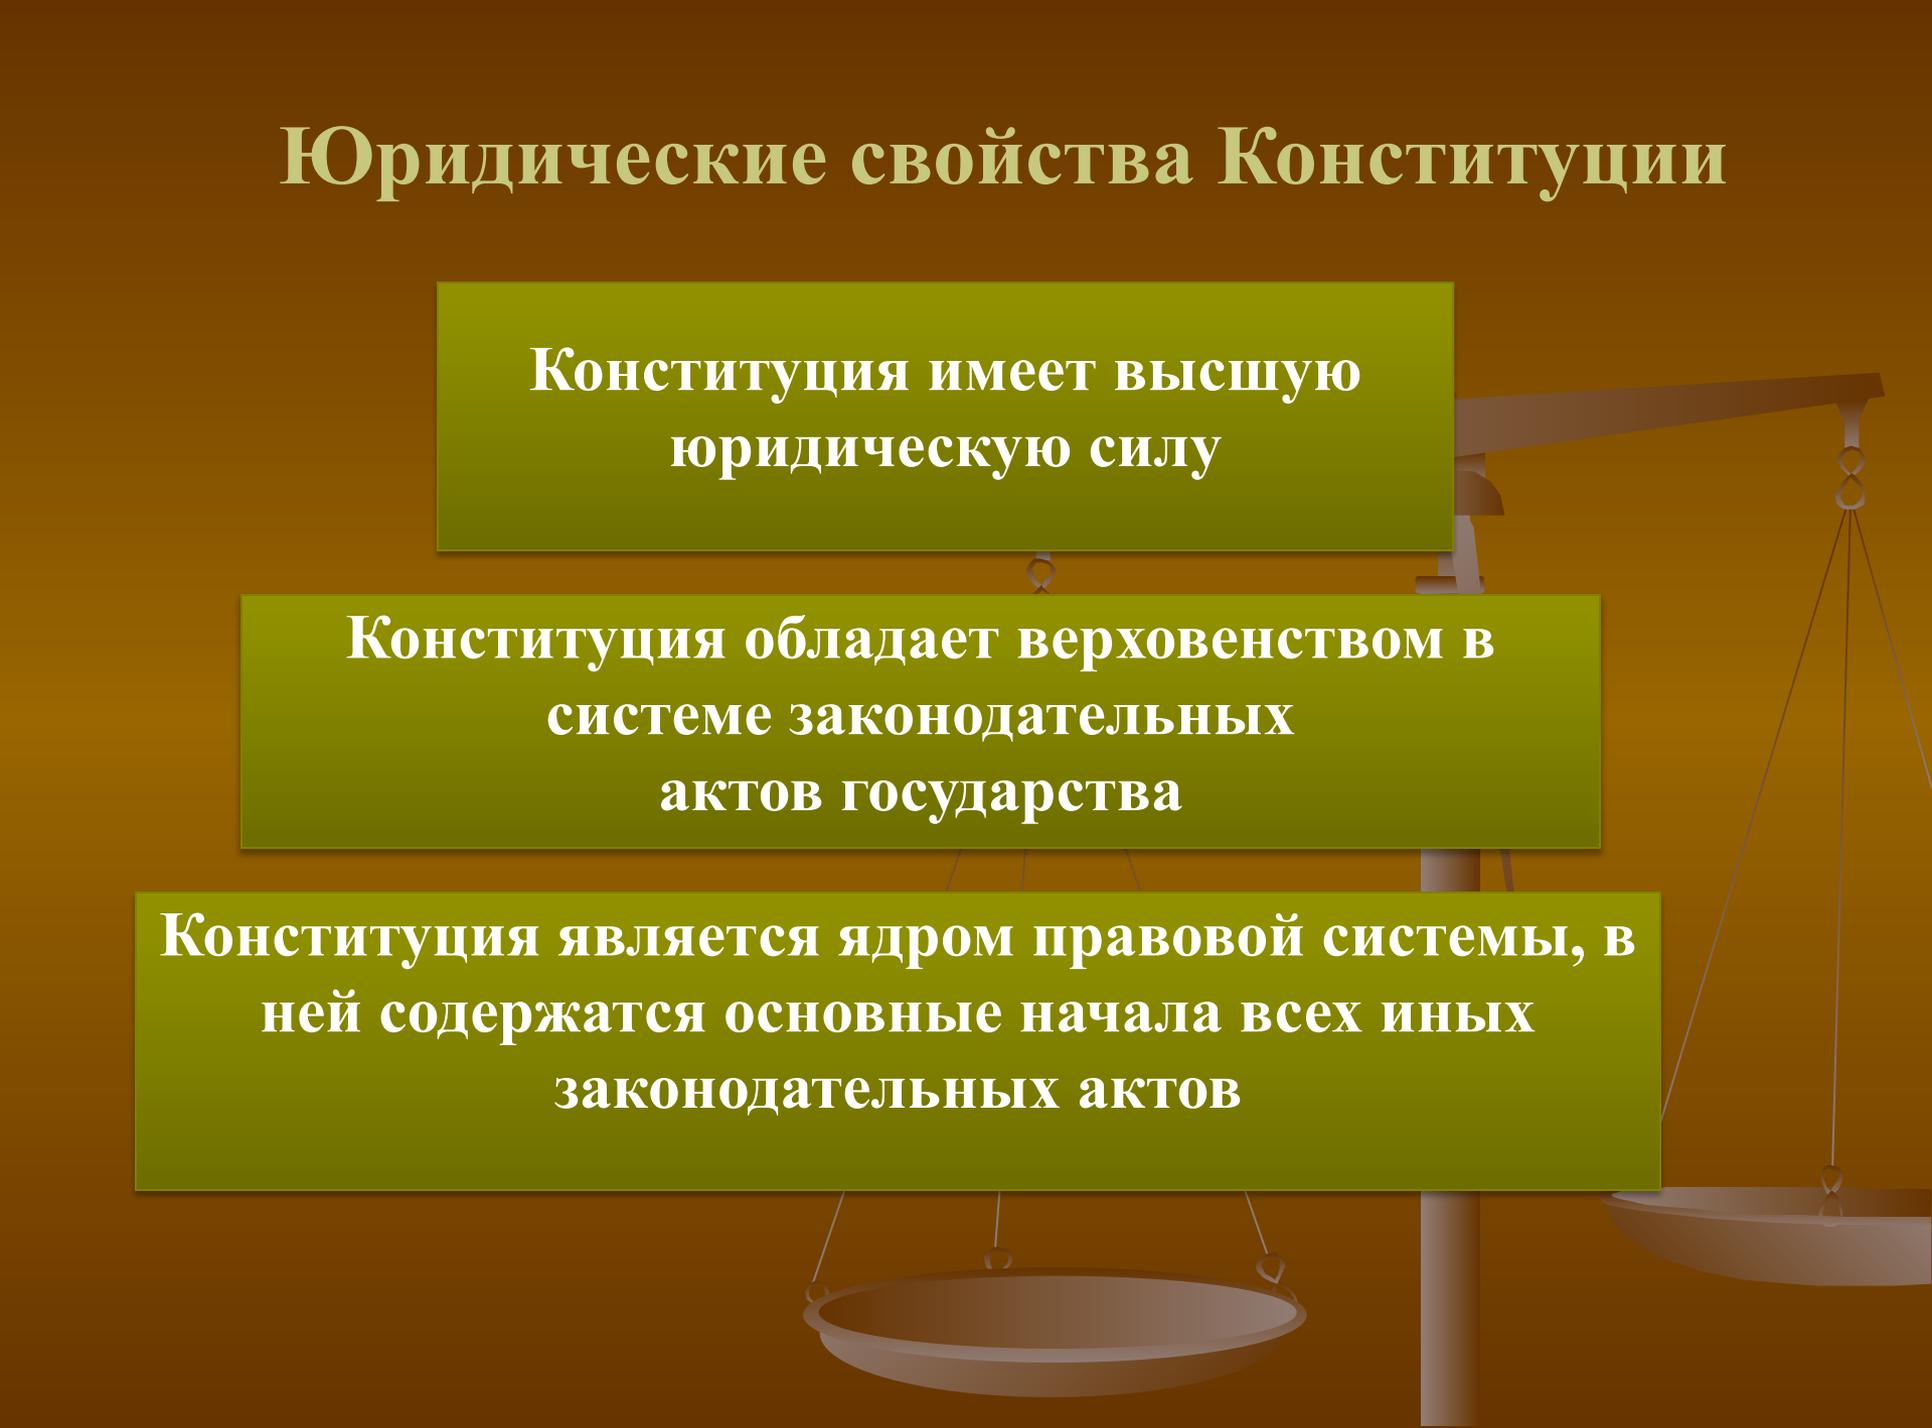 Юридические свойства Конституции
Конституция имеет высшую
юридическую силу
Конституция обладает верховенством в
системе законодательных
актов государства
Конституция является ядром правовой системы, в
ней содержатся основные начала всех иных
законодательных актов